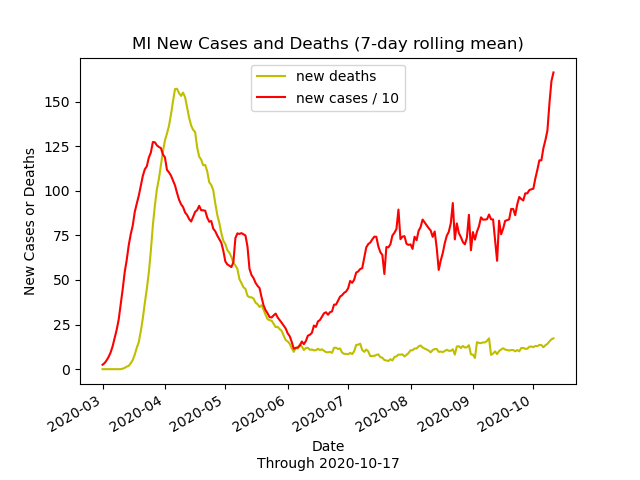 MI New Cases and Deaths (7-day rolling mean)
new deaths
new cases / 10
New Cases or Deaths
150
125
100
75
50
25
0
2020-03
2020-04
2020-05
2020-06
2020-07
2020-08
2020-09
2020-10
Date
Through 2020-10-17